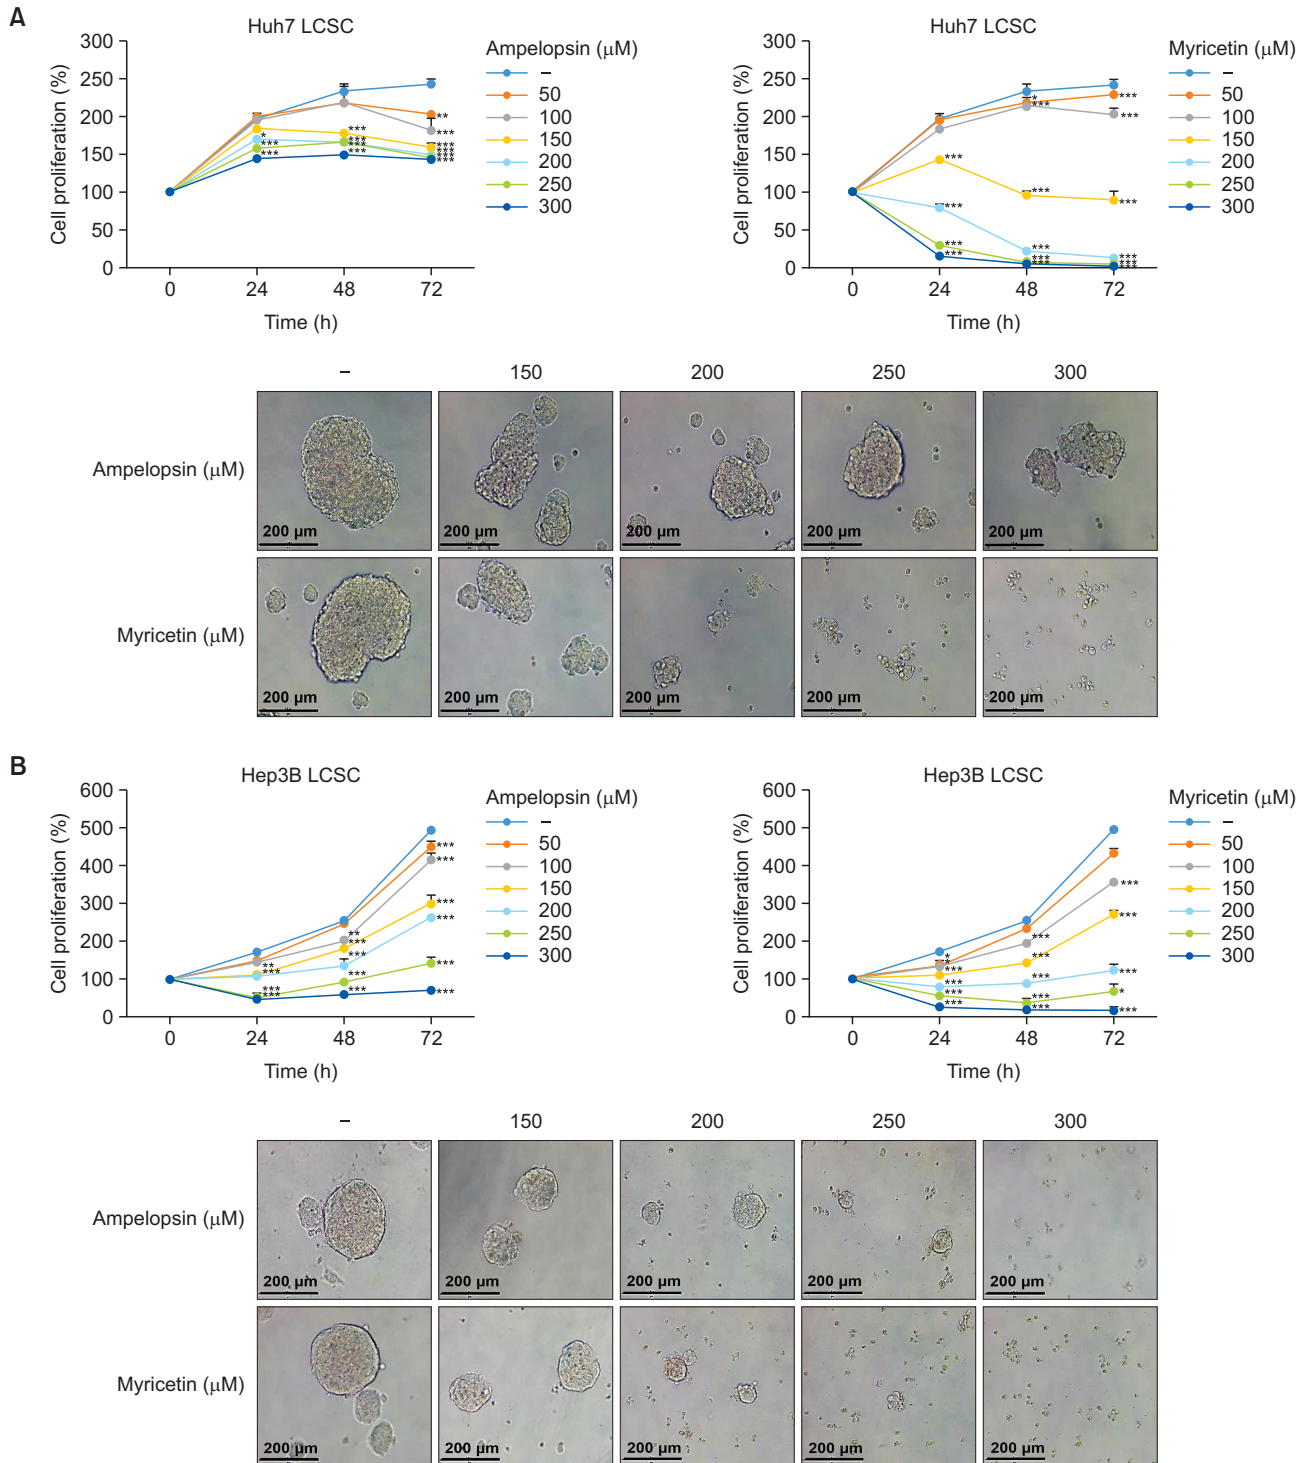 A
Huh7 LCSC
300
250
200
150
100
50
0
Cell proliferation (%)
0 24 48 72
Time (h)
** *** *** *** *** ***
* *** ***
*** *** *** ***
Ampelopsin (μM)
–
50
100
150
200
250
300
Huh7 LCSC
300
250
200
150
100
50
0
Cell proliferation (%)
0 24 48 72
Time (h)
*** *** *** ***
* *** *** *** *** ***
*** *** *** *** *** ***
Myricetin (μM)
–
50
100
150
200
250
300
– 150 200 250 300
Ampelopsin (μM)
200 μm 200 μm 200 μm 200 μm 200 μm
Myricetin (μM)
200 μm 200 μm 200 μm 200 μm 200 μm
B
Hep3B LCSC
600
500
400
300
200
100
0
Cell proliferation (%)
0 24 48 72
Time (h)
** *** *** ***
** *** *** *** ***
*** *** *** *** *** ***
Ampelopsin (μM)
–
50
100
150
200
250
300
Hep3B LCSC
600
500
400
300
200
100
0
Cell proliferation (%)
0 24 48 72
Time (h)
* * *** *** *** ***
*** *** *** *** ***
*** *** *** * ***
Myricetin (μM)
–
50
100
150
200
250
300
– 150 200 250 300
Ampelopsin (μM)
200 μm 200 μm 200 μm 200 μm 200 μm
Myricetin (μM)
200 μm 200 μm 200 μm 200 μm 200 μm